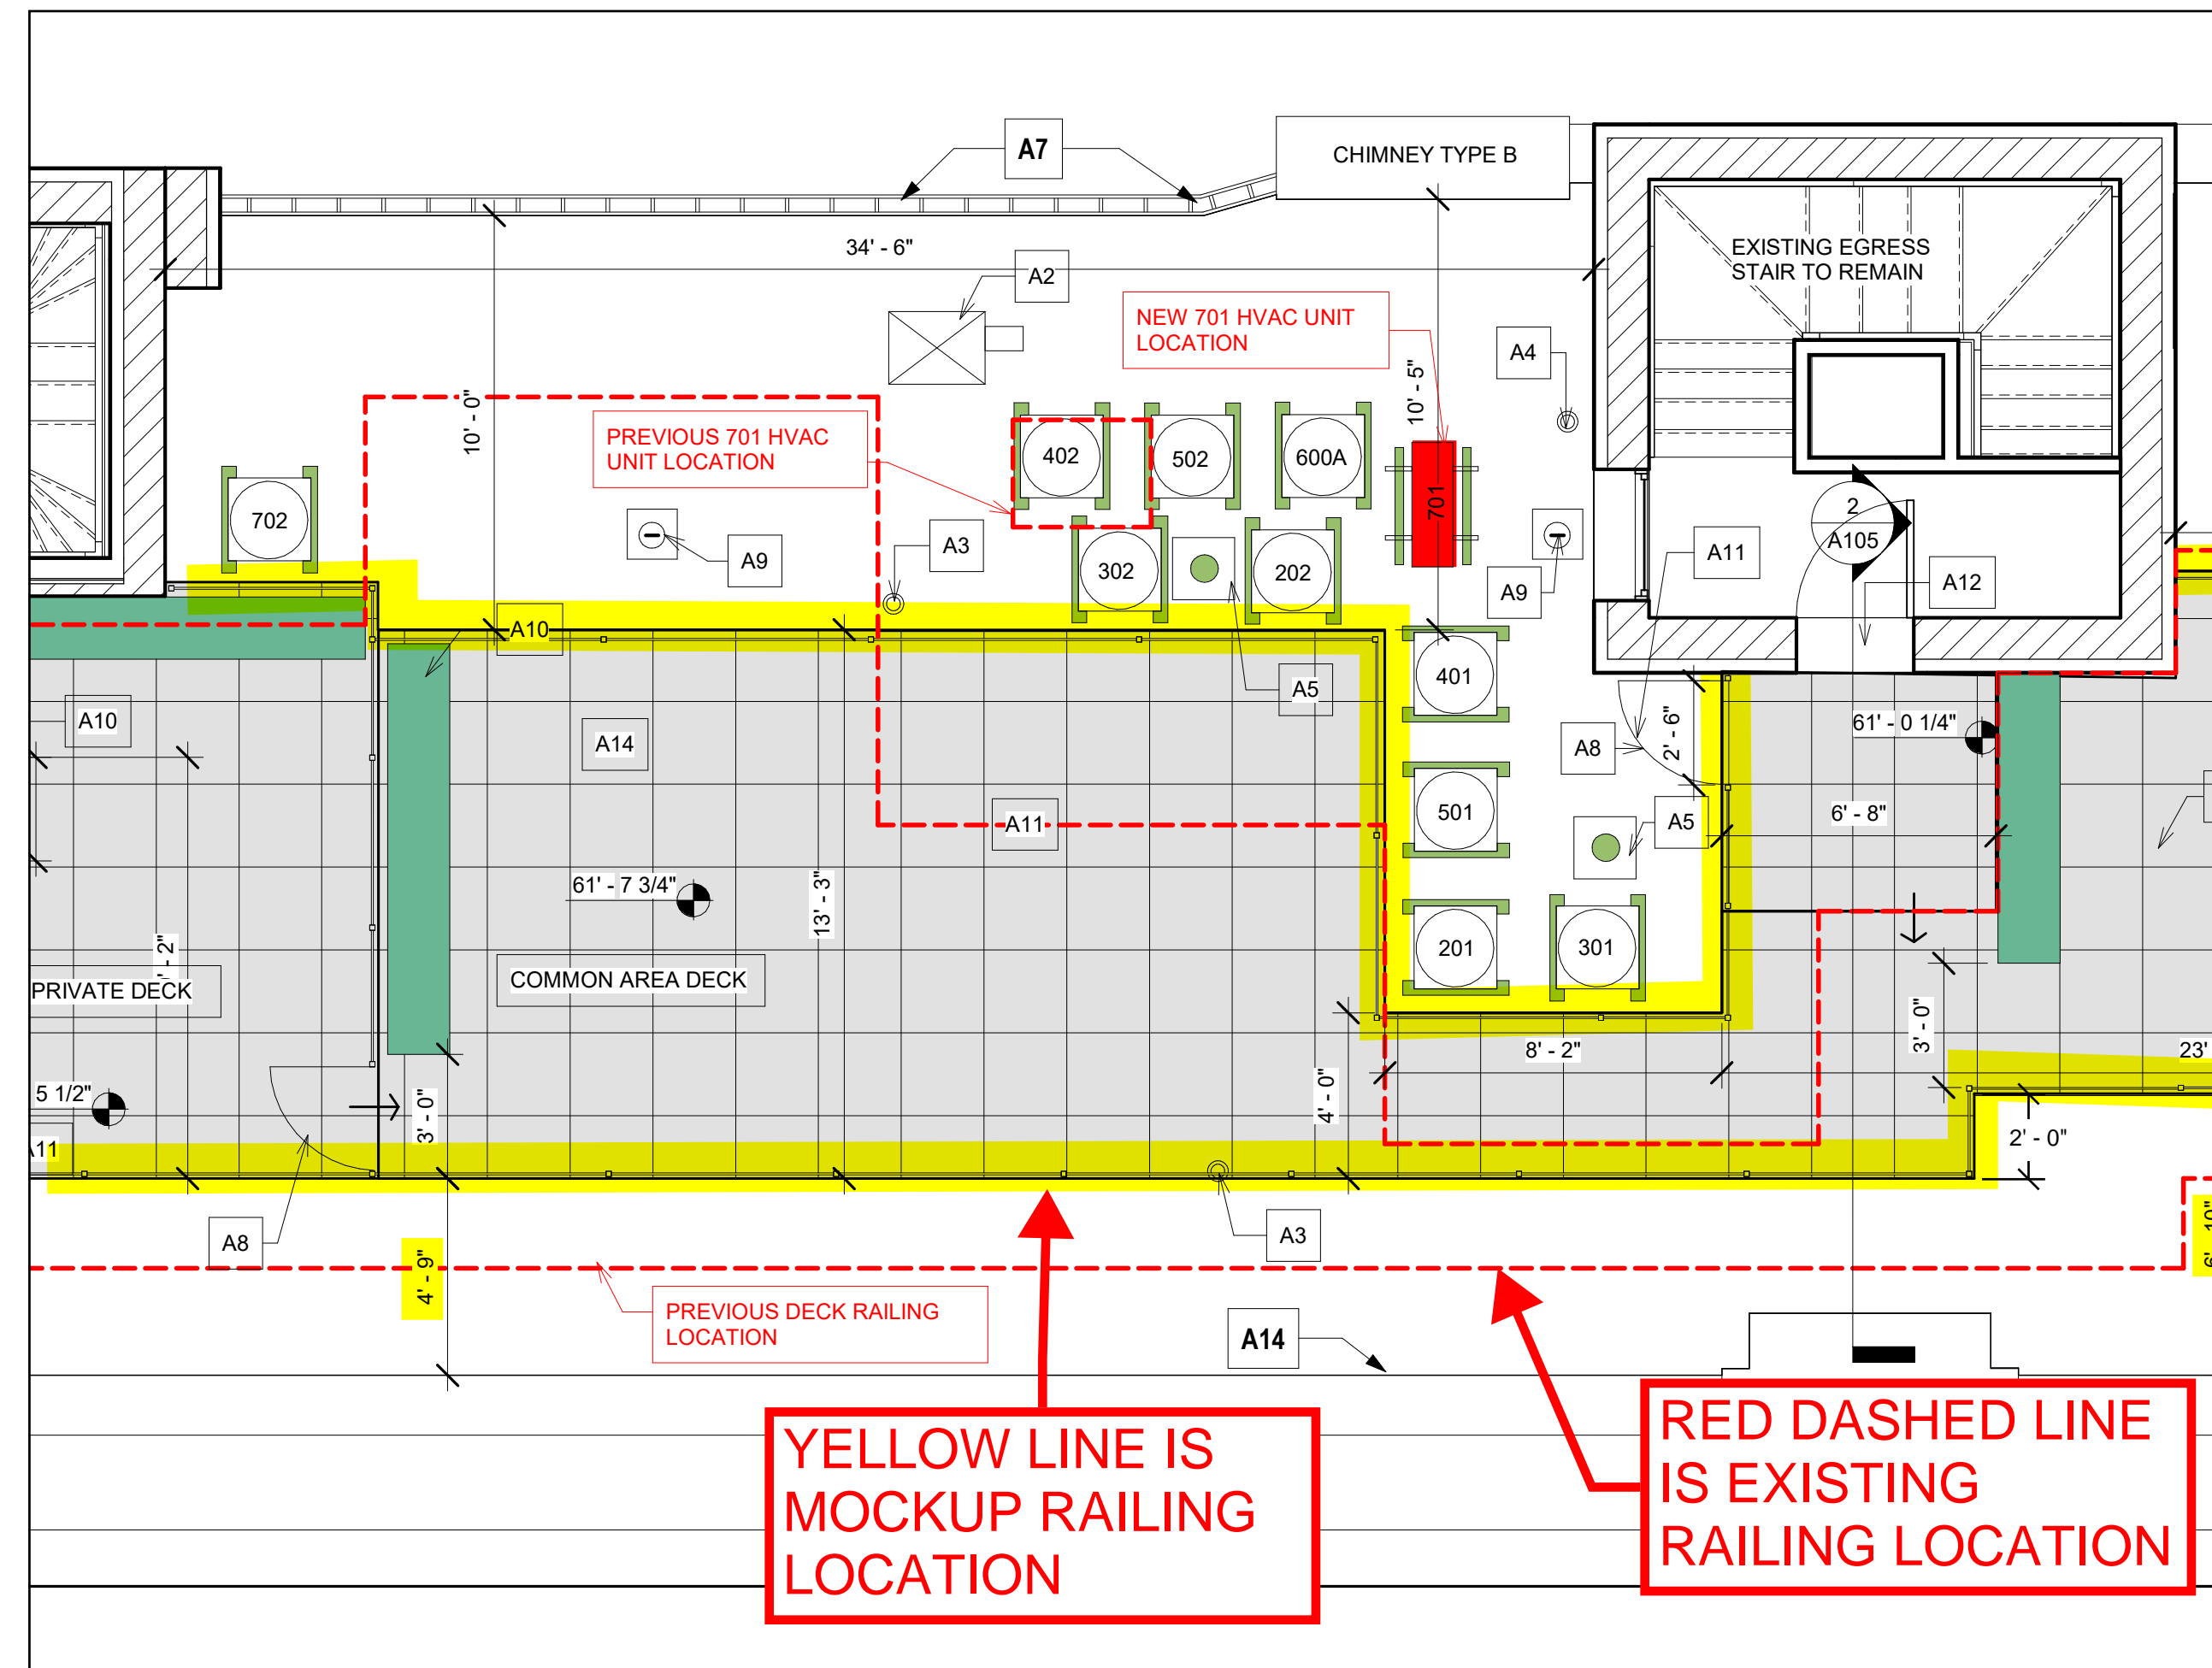 A7
CHIMNEY TYPE B
34' - 6"
EXISTING EGRESS
STAIR TO REMAIN
A2
NEW 701 HVAC UNIT
LOCATION
A4
10' - 5"
10' - 0"
PREVIOUS 701 HVAC
UNIT LOCATION
402
502
600A
701
702
A9
A3
302
202
A9
2
A105
A11
A12
A10
401
A5
A10
A14
A8
2' - 6"
61' - 0 1/4"
A11
501
A5
6' - 8"
61' - 7 3/4"
13' - 3"
201
301
' - 2"
PRIVATE DECK
COMMON AREA DECK
8' - 2"
3' - 0"
23'
5 1/2"
3' - 0"
4' - 0"
2' - 0"
A11
A8
4' - 9"
A3
6' - 10"
PREVIOUS DECK RAILING
LOCATION
A14
YELLOW LINE IS
MOCKUP RAILING
LOCATION
RED DASHED LINE
IS EXISTING
RAILING LOCATION